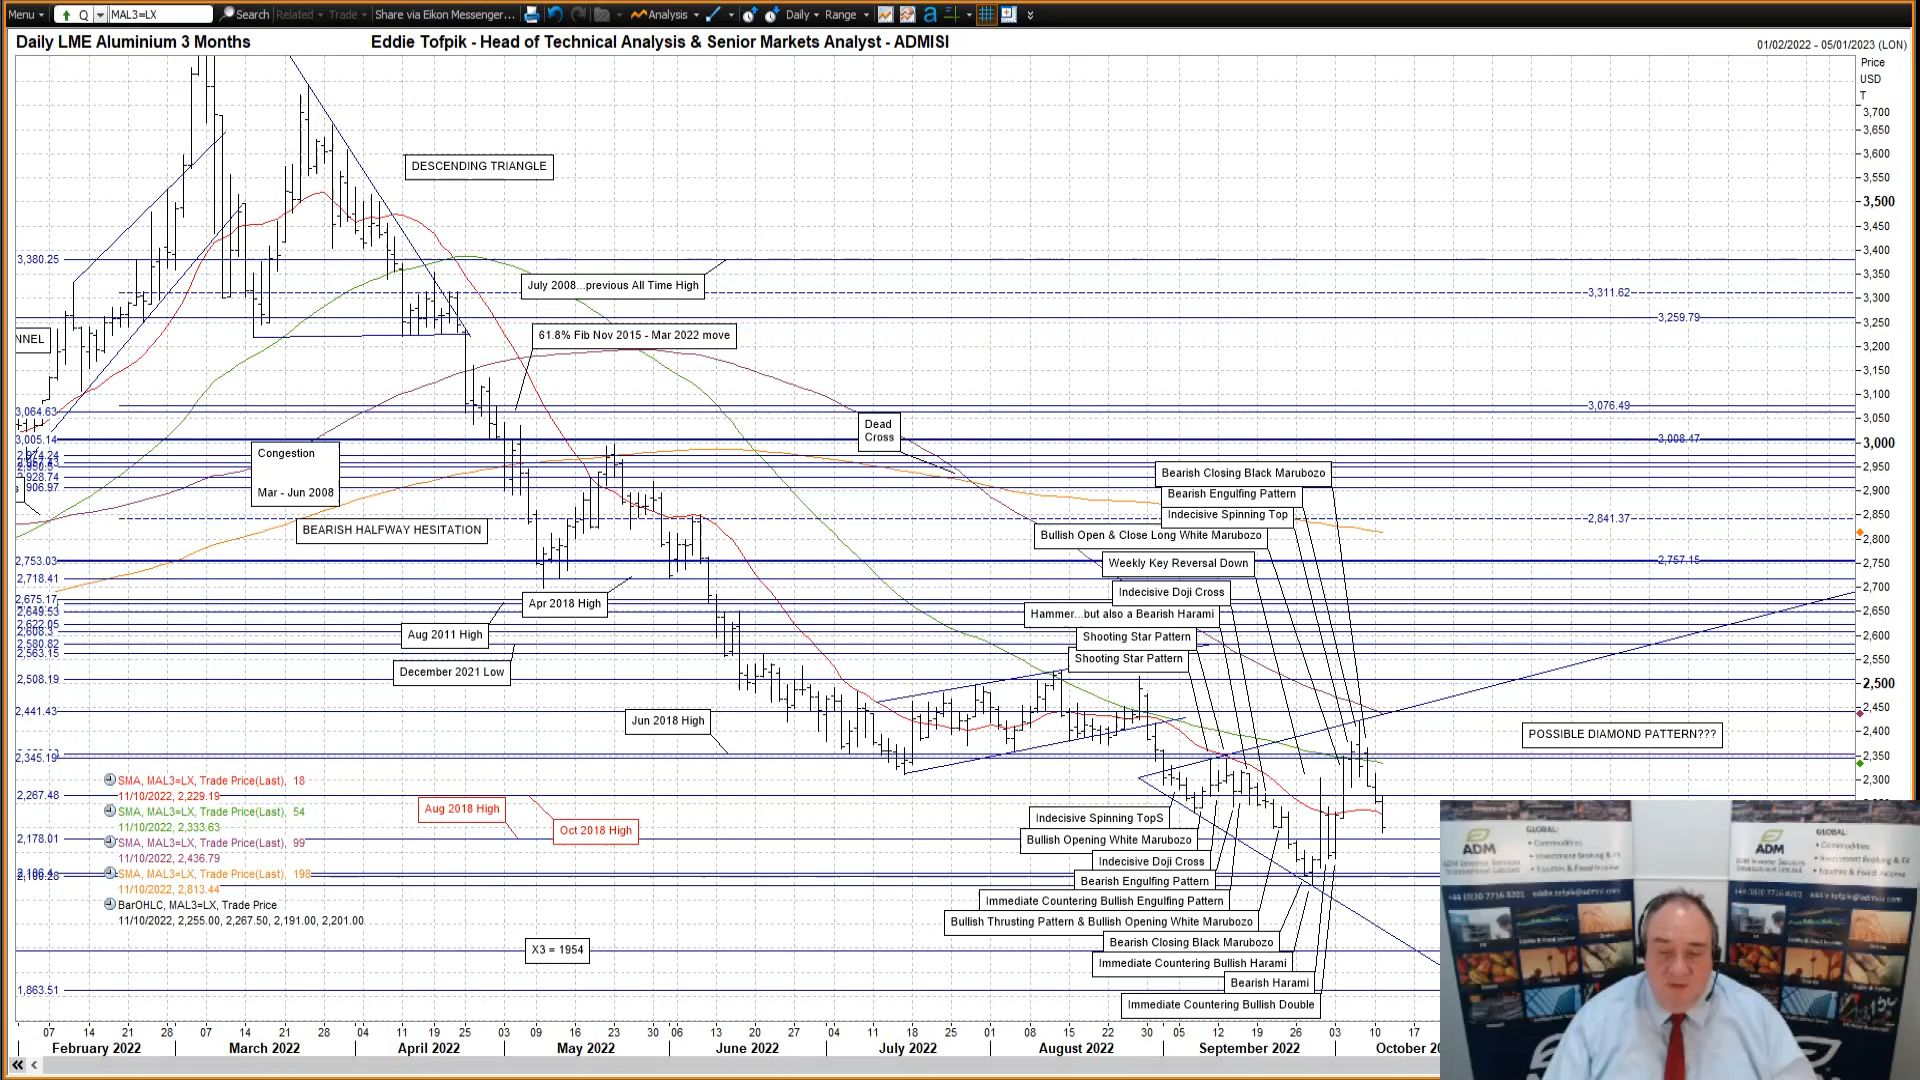 Menu
Q
MAL3=LX
Search
Related
Trade
Share via Eikon Messenger...
Analysis
Daily
Range
Daily LME Aluminium 3 Months
Eddie Tofpik - Head of Technical Analysis & Senior Markets Analyst - ADMISI
01/02/2022 - 05/01/2023 (LON)
Price
USD
T
3,700
3,650
3,600
3,550
3,500
3,450
3,400
3,350
3,300
3,250
3,200
3,150
3,100
3,050
3,000
2,950
2,900
2,850
2,800
2,750
2,700
2,650
2,600
2,550
2,500
2,450
2,400
2,350
2,300
DESCENDING TRIANGLE
3,380.25
July 2008...previous All Time High
3,311.62
3,259.79
61.8% Fib Nov 2015 - Mar 2022 move
NNEL
3,064.63
3,076.49
3,005.14
3,008.47
2,974.24
2,928.74
2,906.97
Congestion
Mar - Jun 2008
Dead
Cross
BEARISH HALFWAY HESITATION
Bearish Closing Black Marubozo
Bearish Engulfing Pattern
Indecisive Spinning Top
2,841.37
Bullish Open & Close Long White Marubozo
2,753.03
2,757.15
Weekly Key Reversal Down
2,718.41
Indecisive Doji Cross
2,675.17
2,649.53
Apr 2018 High
Hammer...but also a Bearish Harami
2,622.05
2,608.3
Aug 2011 High
Shooting Star Pattern
2,580.82
2,563.15
Shooting Star Pattern
December 2021 Low
2,508.19
2,441.43
Jun 2018 High
POSSIBLE DIAMOND PATTERN???
2,345.19
SMA, MAL3=LX, Trade Price(Last), 18
11/10/2022, 2,229.19
2,267.48
SMA, MAL3=LX, Trade Price(Last), 54
11/10/2022, 2,333.63
Aug 2018 High
Oct 2018 High
2,178.01
SMA, MAL3=LX, Trade Price(Last), 99
11/10/2022, 2,436.79
SMA, MAL3=LX, Trade Price(Last), 198
11/10/2022, 2,813.44
BarOHLC, MAL3=LX, Trade Price
11/10/2022, 2,255.00, 2,267.50, 2,191.00, 2,201.00
Indecisive Spinning TopS
Bullish Opening White Marubozo
Indecisive Doji Cross
Bearish Engulfing Pattern
Immediate Countering Bullish Engulfing Pattern
Bullish Thrusting Pattern & Bullish Opening White Marubozo
Bearish Closing Black Marubozo
Immediate Countering Bullish Harami
Bearish Harami
Immediate Countering Bullish Double
X3 = 1954
1,863.51
07 14 21 28 07 14 21 28 04 11 19 25 03 09 16 23 30 06 13 20 27 04 11 18 25 01 08 15 22 30 05 12 19 26 03 10 17
February 2022 March 2022 April 2022 May 2022 June 2022 July 2022 August 2022 September 2022 October 20
ADM
GLOBAL:
ADM
GLOBAL: